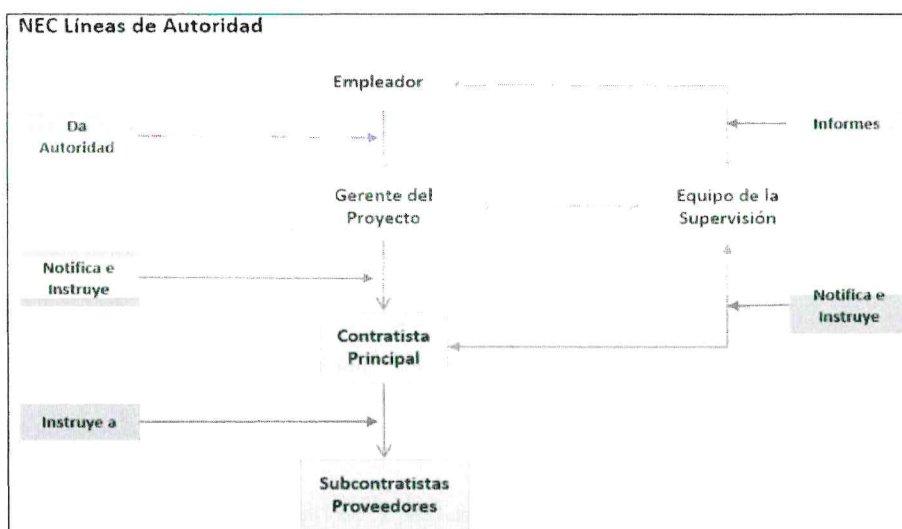 NEC Líneas de Autoridad
Empleador
Da
Autoridad
Informes
Gerente del
Proyecto
Equipo de la
Supervisión
Notifica e
Instruye
Notifica e
Instruye
Contratista
Principal
Instruye a
Subcontratistas
Proveedores